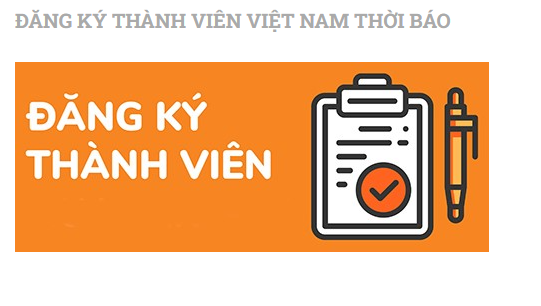 ĐĂNG KÝ THÀNH VIÊN VIỆT NAM THỜI BÁO
ĐĂNG KÝ
THÀNH VIÊN